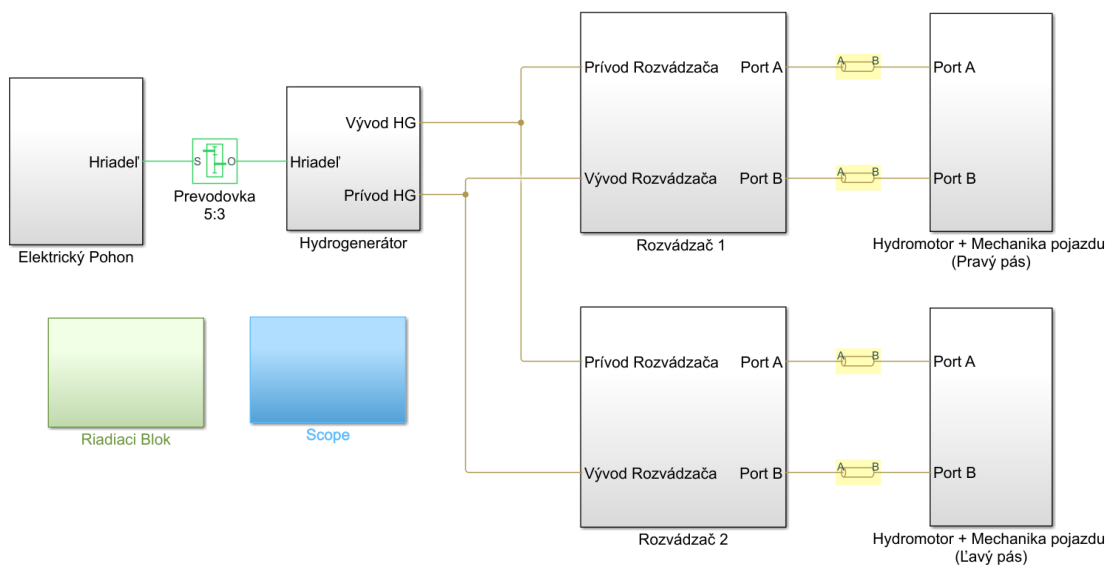 Hriadeľ
Elektrický Pohon
S O
Prevodovka
5:3
Hriadeľ
Vývod HG
Prívod HG
Hydrogenerátor
Prívod Rozvádzača
Port A
Vývod Rozvádzača
Port B
Rozvádzač 1
A B
A B
Port A
Port B
Hydromotor + Mechanika pojazdu
(Pravý pás)
Riadiaci Blok
Scope
Prívod Rozvádzača
Port A
Vývod Rozvádzača
Port B
Rozvádzač 2
A B
A B
Port A
Port B
Hydromotor + Mechanika pojazdu
(Ľavý pás)